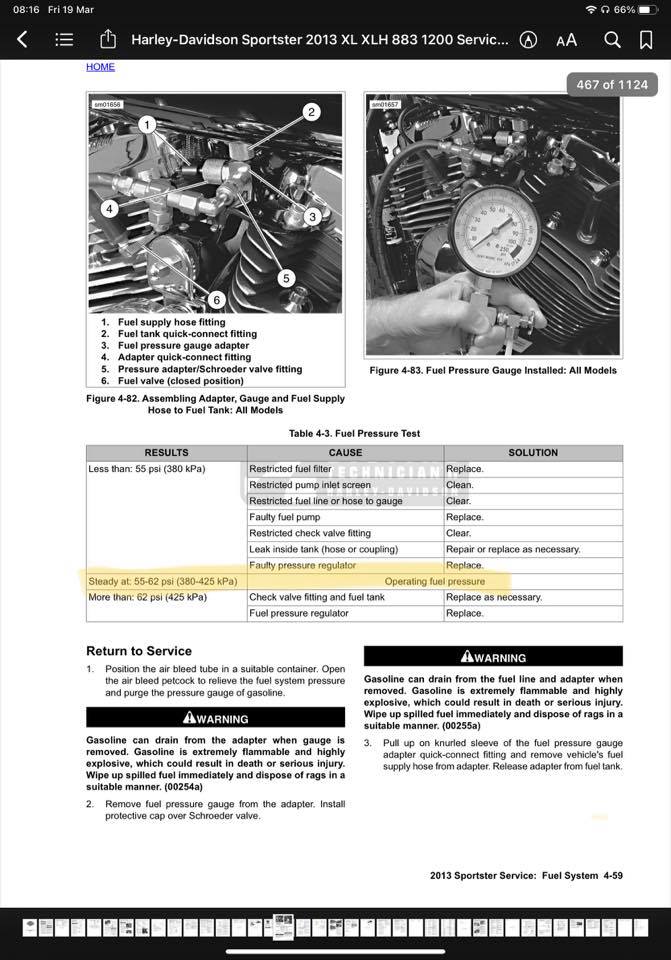 08:16 Fri 19 Mar
66%
Harley-Davidson Sportster 2013 XL XLH 883 1200 Servic...
AA
HOME
467 of 1124
sm01656
1
2
3
4
5
6
1. Fuel supply hose fitting
2. Fuel tank quick-connect fitting
3. Fuel pressure gauge adapter
4. Adapter quick-connect fitting
5. Pressure adapter/Schroeder valve fitting
6. Fuel valve (closed position)
Figure 4-82. Assembling Adapter, Gauge and Fuel Supply
Hose to Fuel Tank: All Models
sm01657
Figure 4-83. Fuel Pressure Gauge Installed: All Models
Table 4-3. Fuel Pressure Test
RESULTS CAUSE SOLUTION
Less than: 55 psi (380 kPa) Restricted fuel filter Replace.
Restricted pump inlet screen Clean.
Restricted fuel line or hose to gauge Clear.
Faulty fuel pump Replace.
Restricted check valve fitting Clear.
Leak inside tank (hose or coupling) Repair or replace as necessary.
Faulty pressure regulator Replace.
Steady at: 55-62 psi (380-425 kPa) Operating fuel pressure
More than: 62 psi (425 kPa) Check valve fitting and fuel tank Replace as necessary.
Fuel pressure regulator Replace.
TECHNICIAN
HARLEY-DAVIDSON
Return to Service
1. Position the air bleed tube in a suitable container. Open
the air bleed petcock to relieve the fuel system pressure
and purge the pressure gauge of gasoline.
WARNING
Gasoline can drain from the adapter when gauge is
removed. Gasoline is extremely flammable and highly
explosive, which could result in death or serious injury.
Wipe up spilled fuel immediately and dispose of rags in a
suitable manner. (00254a)
2. Remove fuel pressure gauge from the adapter. Install
protective cap over Schroeder valve.
WARNING
Gasoline can drain from the fuel line and adapter when
removed. Gasoline is extremely flammable and highly
explosive, which could result in death or serious injury.
Wipe up spilled fuel immediately and dispose of rags in a
suitable manner. (00255a)
3. Pull up on knurled sleeve of the fuel pressure gauge
adapter quick-connect fitting and remove vehicle's fuel
supply hose from adapter. Release adapter from fuel tank.
2013 Sportster Service: Fuel System 4-59